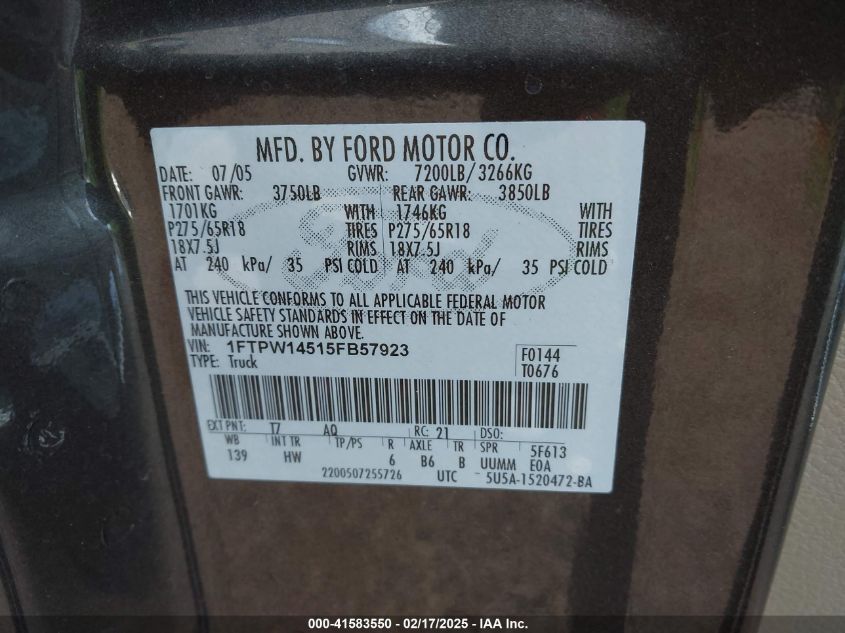 MFD. BY FORD MOTOR CO.
DATE: 07/05 GVWR: 7200LB/ 3266KG
FRONT GAWR: 3750LB REAR GAWR: 3850LB
1701KG WITH 1746KG WITH
P275/65R18 TIRES P275/65R18 TIRES
18X7.5J RIMS 18X7.5J RIMS
AT 240 kPa/ 35 PSI COLD AT 240 kPa/ 35 PSI COLD
THIS VEHICLE CONFORMS TO ALL APPLICABLE FEDERAL MOTOR
VEHICLE SAFETY STANDARDS IN EFFECT ON THE DATE OF
MANUFACTURE SHOWN ABOVE.
VIN: 1FTPW14515FB57923 F0144
TYPE: Truck T0676
EXT PNT: T7 AQ RC: 21 DSO:
WB INT TR TP/PS R AXLE TR SPR 5F613
139 HW 6 B6 B UUMM E0A
2200507255726 UTC 5U5A-1520472-BA
000-41583550 - 02/17/2025 - IAA Inc.